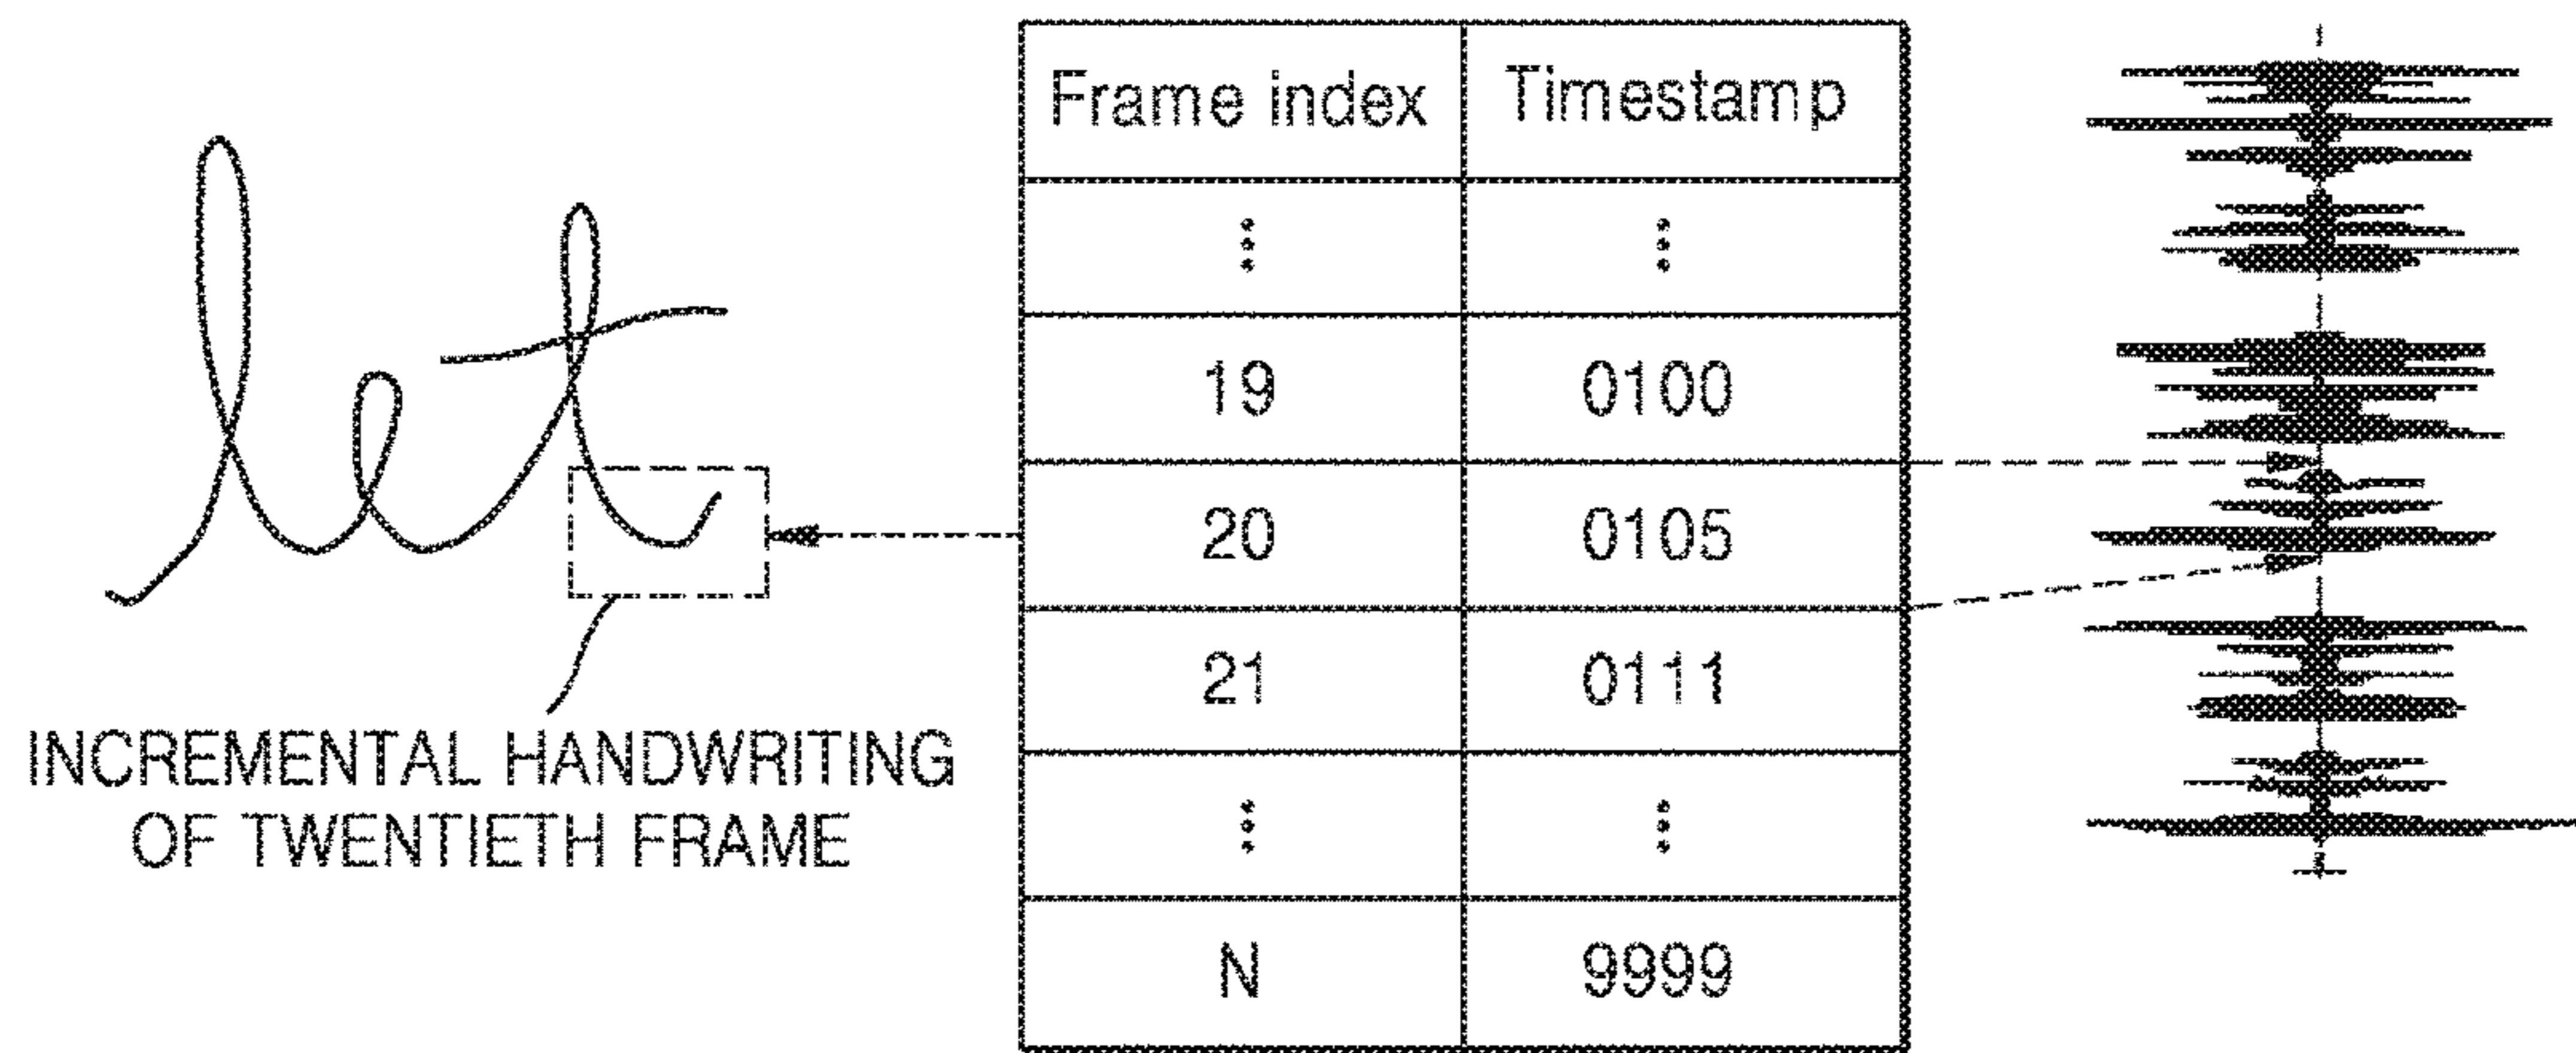 let
INCREMENTAL HANDWRITING
OF TWENTIETH FRAME
Frame index Timestamp
⋮ ⋮
19 0100
20 0105
21 0111
⋮ ⋮
N 9999